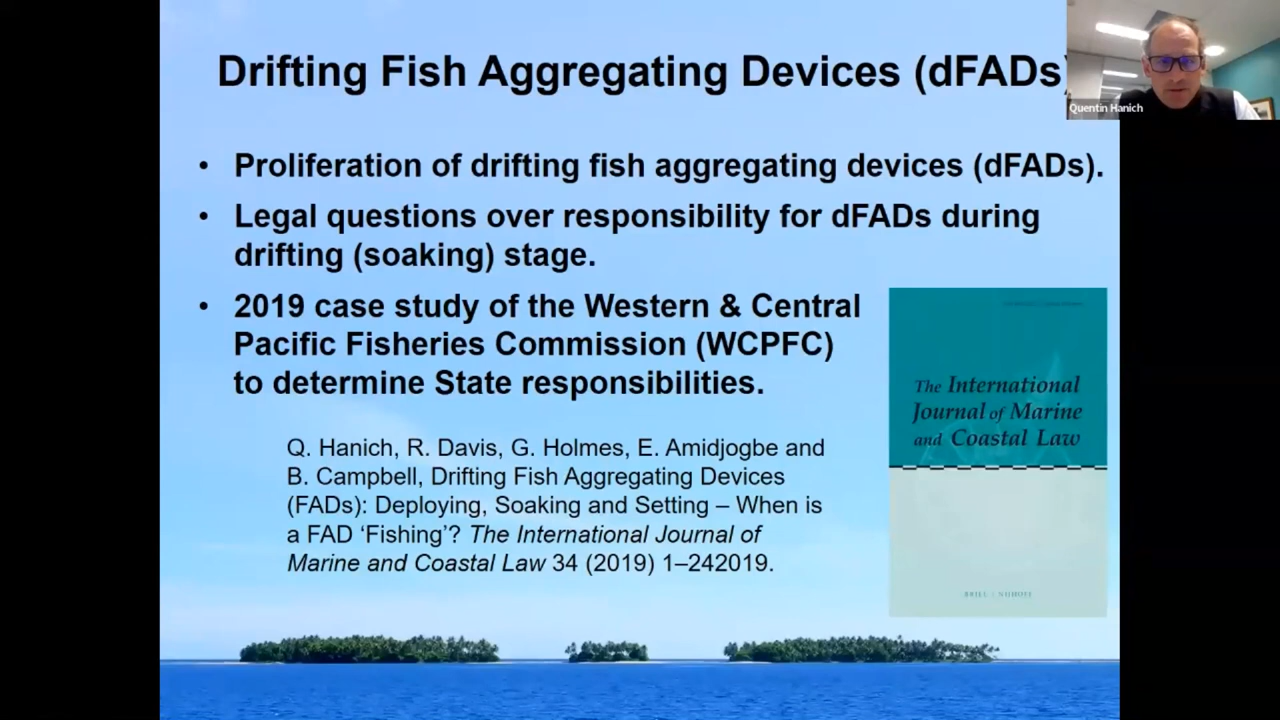 Drifting Fish Aggregating Devices (dFADs)
Quentin Hanich
• Proliferation of drifting fish aggregating devices (dFADs).
• Legal questions over responsibility for dFADs during
drifting (soaking) stage.
• 2019 case study of the Western & Central
Pacific Fisheries Commission (WCPFC)
to determine State responsibilities.
Q. Hanich, R. Davis, G. Holmes, E. Amidjogbe and
B. Campbell, Drifting Fish Aggregating Devices
(FADs): Deploying, Soaking and Setting – When is
a FAD ‘Fishing’? The International Journal of
Marine and Coastal Law 34 (2019) 1–242019.
The International
Journal of Marine
and Coastal Law
BRILL | NIJHOFF